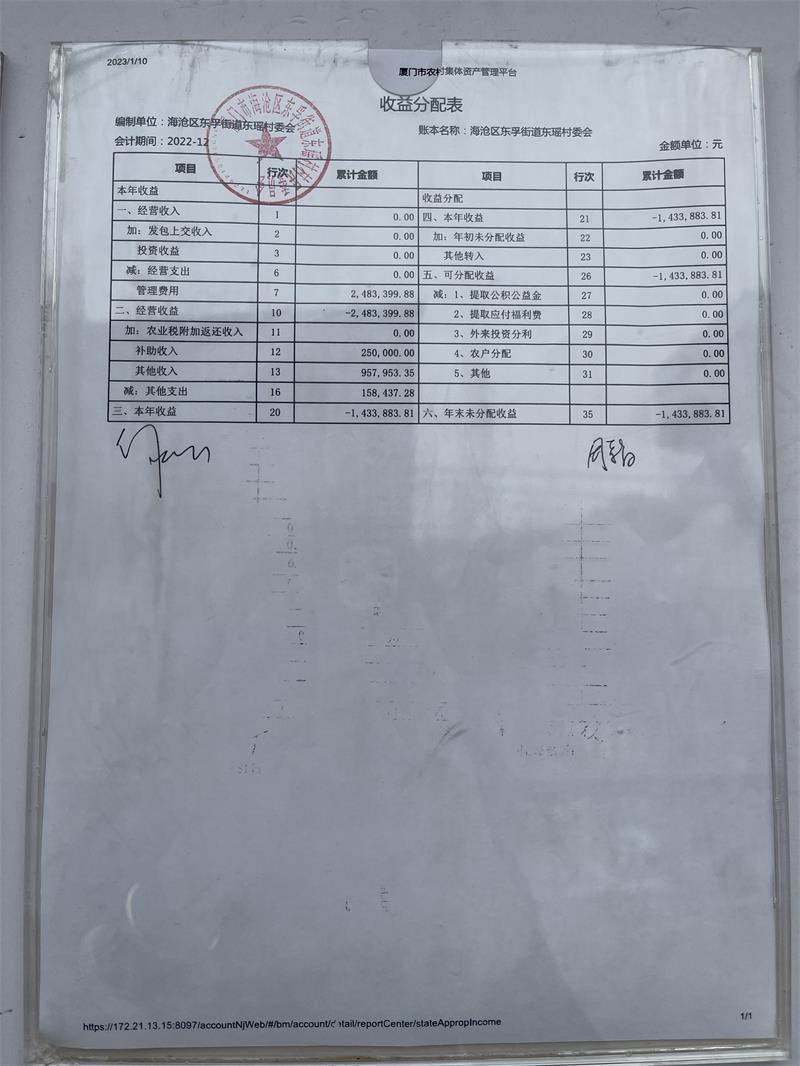 2023/1/10
厦门市农村集体资产管理平台
收益分配表
编制单位：海沧区东孚街道东瑶村委会 账本名称：海沧区东孚街道东瑶村委会
会计期间：2022-12 金额单位：元
项目 行次 累计金额 项目 行次 累计金额
本年收益 收益分配
一、经营收入 1 0.00 四、本年收益 21 -1,433,883.81
加：发包上交收入 2 0.00 加：年初未分配收益 22 0.00
投资收益 3 0.00 其他转入 23 0.00
减：经营支出 6 0.00 五、可分配收益 26 -1,433,883.81
管理费用 7 2,483,399.88 减：1、提取公积公益金 27 0.00
二、经营收益 10 -2,483,399.88 2、提取应付福利费 28 0.00
加：农业税附加返还收入 11 0.00 3、外来投资分利 29 0.00
补助收入 12 250,000.00 4、农户分配 30 0.00
其他收入 13 957,953.35 5、其他 31 0.00
减：其他支出 16 158,437.28
三、本年收益 20 -1,433,883.81 六、年末未分配收益 35 -1,433,883.81
https://172.21.13.15:8097/accountNjWeb/#/bm/account/detail/reportCenter/stateAppropIncome 1/1